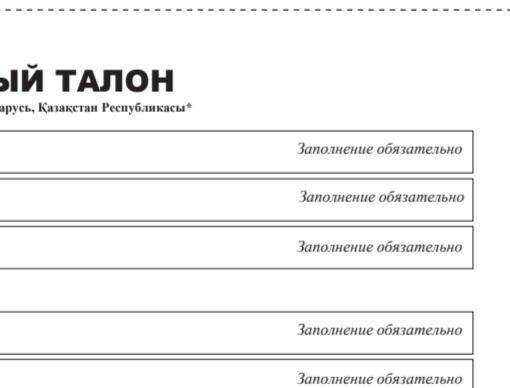 ЫЙ ТАЛОН
арусь, Қазақстан Республикасы*
Заполнение обязательно
Заполнение обязательно
Заполнение обязательно
Заполнение обязательно
Заполнение обязательно